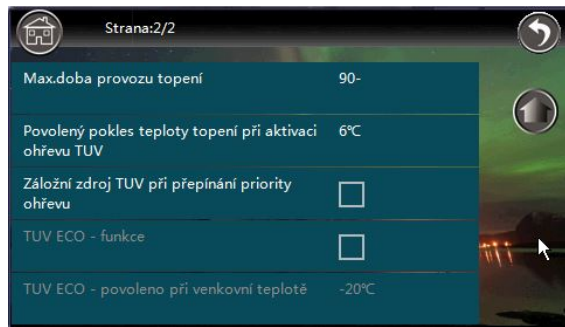 Strana:2/2
Max.doba provozu topení 90-
Povolený pokles teploty topení při aktivaci 6℃
ohřevu TUV
Záložní zdroj TUV při přepínání priority
ohřevu
TUV ECO - funkce
TUV ECO - povoleno při venkovní teplotě -20℃